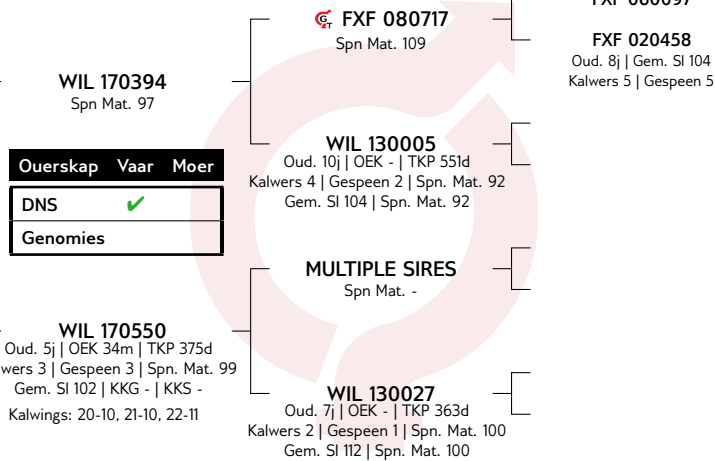 FXF 080717
Spn Mat. 109
FXF 020458
Oud. 8j | Gem. SI 104
Kalwers 5 | Gespeen 5
WIL 170394
Spn Mat. 97
WIL 130005
Oud. 10j | OEK - | TKP 551d
Kalwers 4 | Gespeen 2 | Spn. Mat. 92
Gem. SI 104 | Spn. Mat. 92
Ouerskap Vaar Moer
DNS ✔
Genomies
MULTIPLE SIRES
Spn Mat. -
WIL 170550
Oud. 5j | OEK 34m | TKP 375d
wers 3 | Gespeen 3 | Spn. Mat. 99
Gem. SI 102 | KKG - | KKS -
Kalwings: 20-10, 21-10, 22-11
WIL 130027
Oud. 7j | OEK - | TKP 363d
Kalwers 2 | Gespeen 1 | Spn. Mat. 100
Gem. SI 112 | Spn. Mat. 100